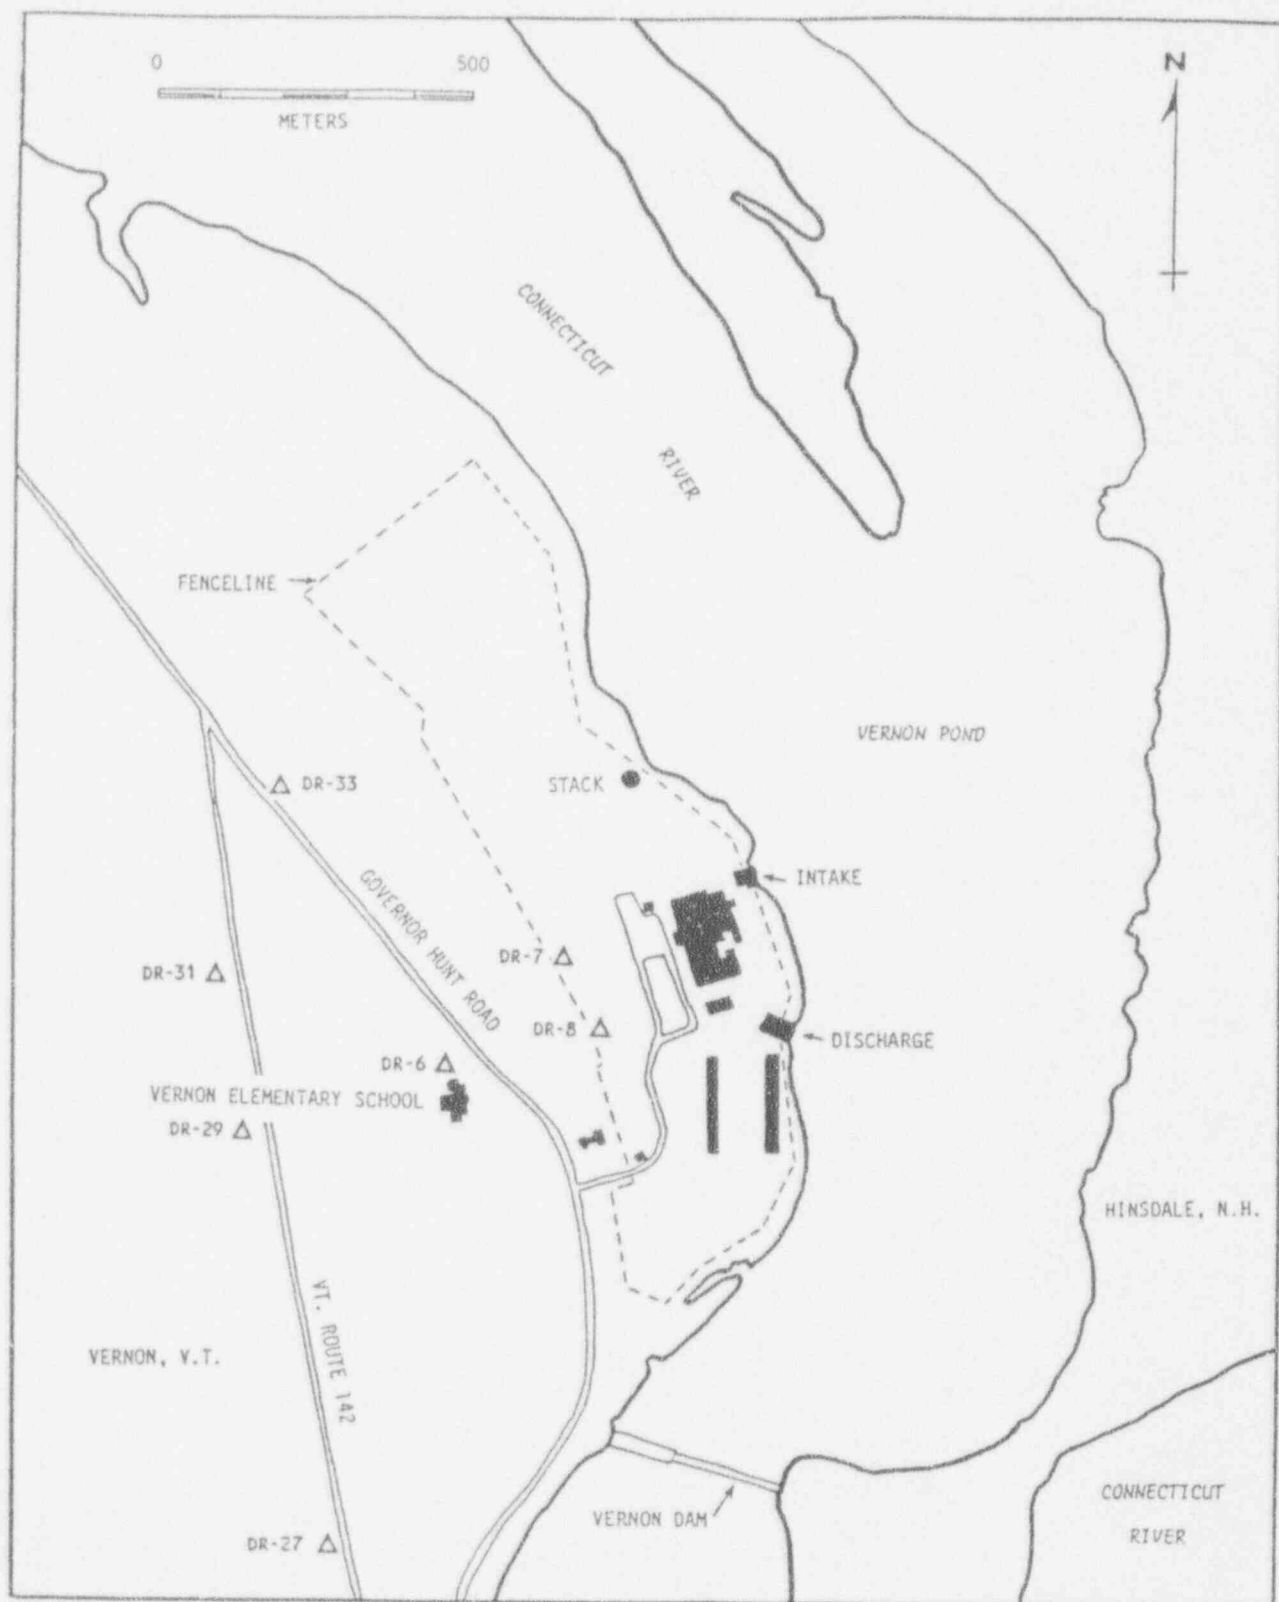 0 500
METERS
N
CONNECTICUT
RIVER
FENCELINE
VERNON POND
STACK
DR-33
INTAKE
GOVERNOR HUNT ROAD
DR-7
DR-31
DR-8
DISCHARGE
DR-6
VERNON ELEMENTARY SCHOOL
DR-29
HINSDALE, N.H.
VT. ROUTE 142
VERNON, V.T.
CONNECTICUT
RIVER
VERNON DAM
DR-27